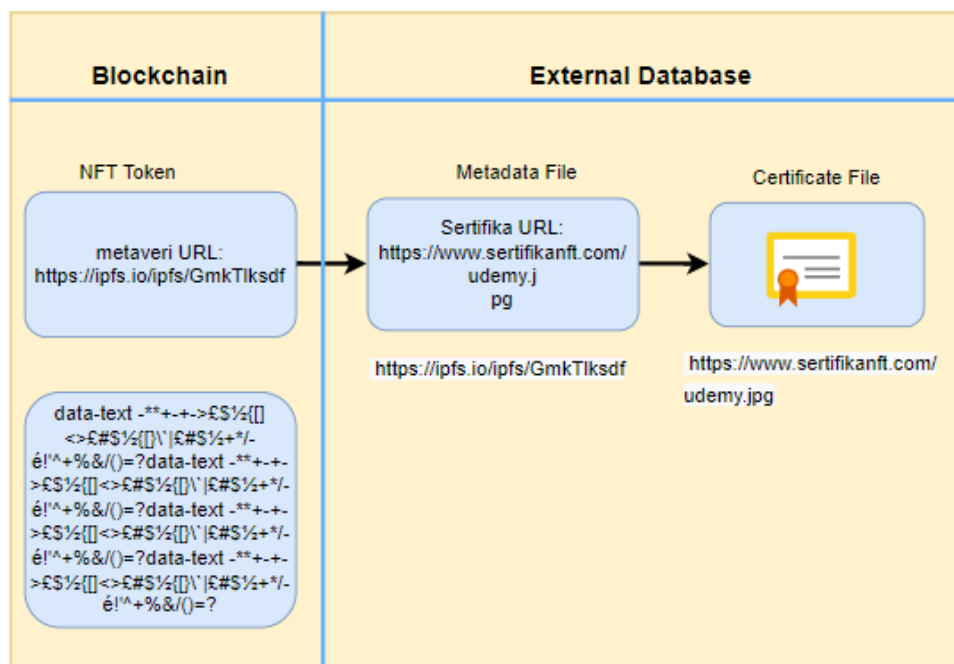 Blockchain
External Database
NFT Token
Metadata File
Certificate File
metaveri URL:
https://ipfs.io/ipfs/GmkTIksdf
Sertifika URL:
https://www.sertifikanft.com/
udemy.j
pg
https://ipfs.io/ipfs/GmkTIksdf
https://www.sertifikanft.com/
udemy.jpg
data-text -**+-+->£$½{[]
<>£#$½{[]}\`|£#$½+*/-
é!'^+%&/()=?data-text -**+-+-
>£$½{[]<>£#$½{[]}\`|£#$½+*/-
é!'^+%&/()=?data-text -**+-+-
>£$½{[]<>£#$½{[]}\`|£#$½+*/-
é!'^+%&/()=?data-text -**+-+-
>£$½{[]<>£#$½{[]}\`|£#$½+*/-
é!'^+%&/()=?